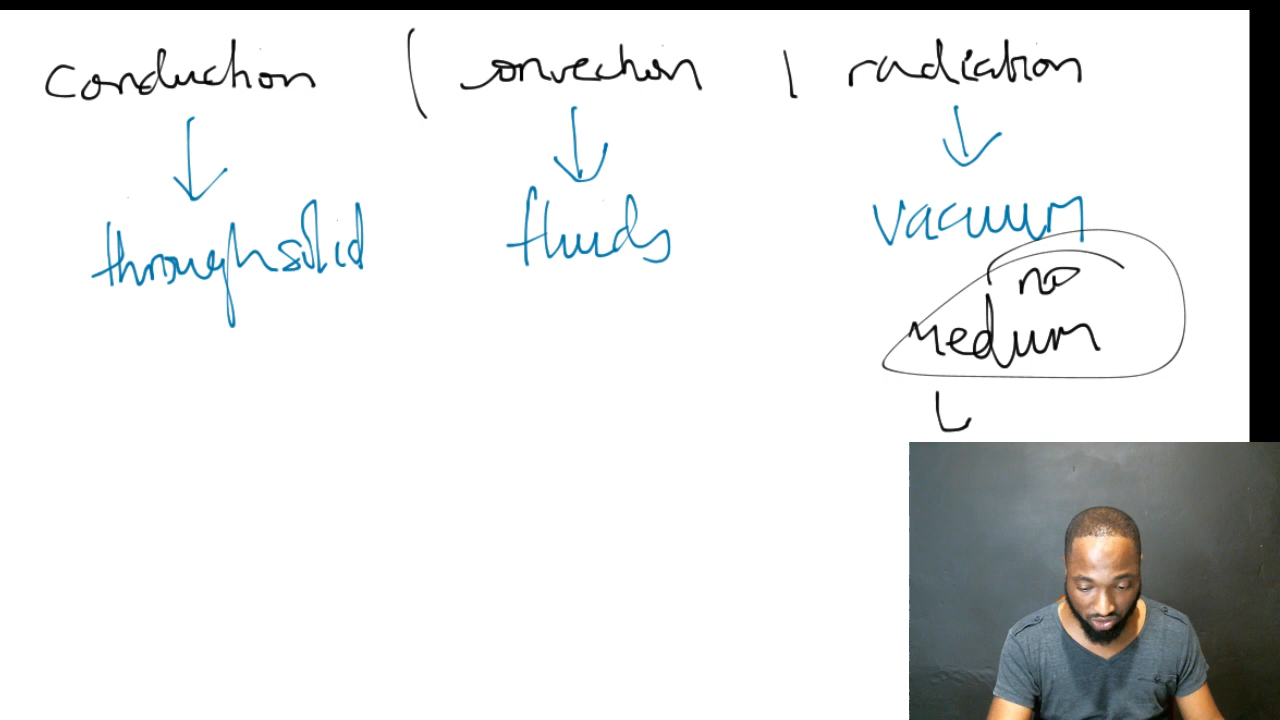 conduction | convection | radiation
through solid fluids vacuum
no
medium